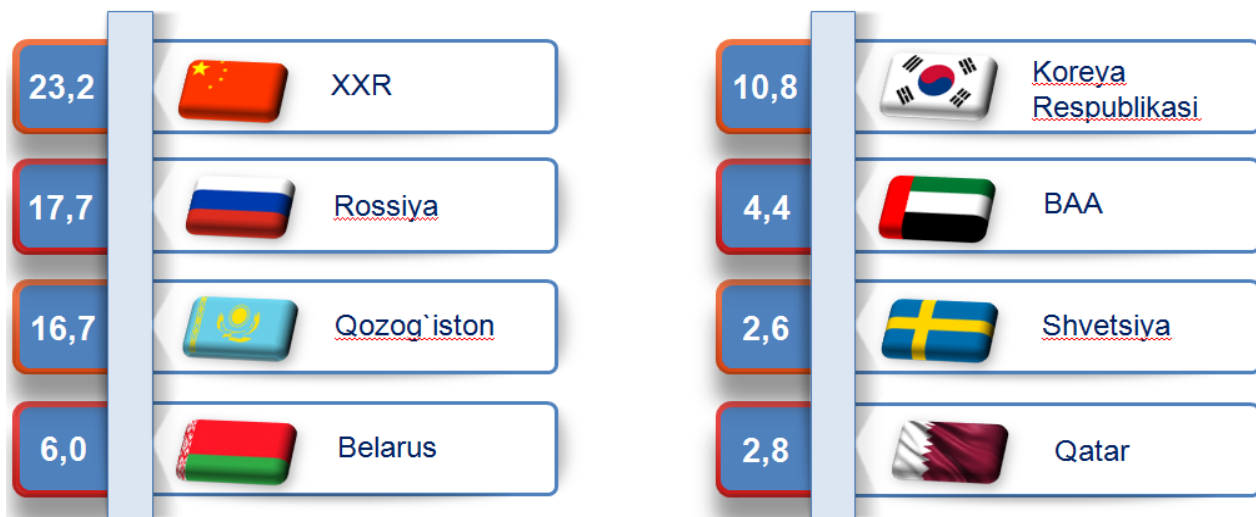 23,2
XXR
17,7
Rossiya
16,7
Qozog`iston
6,0
Belarus
10,8
Koreya
Respublikasi
4,4
BAA
2,6
Shvetsiya
2,8
Qatar